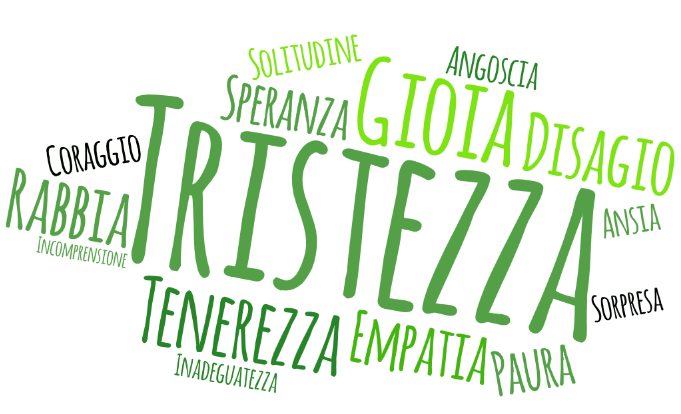 Solitudine
Angoscia
Speranza
Gioia
Disagio
Coraggio
Tristezza
Rabbia
Ansia
Incomprensione
Sorpresa
Tenerezza
Empatia
Paura
Inadeguatezza